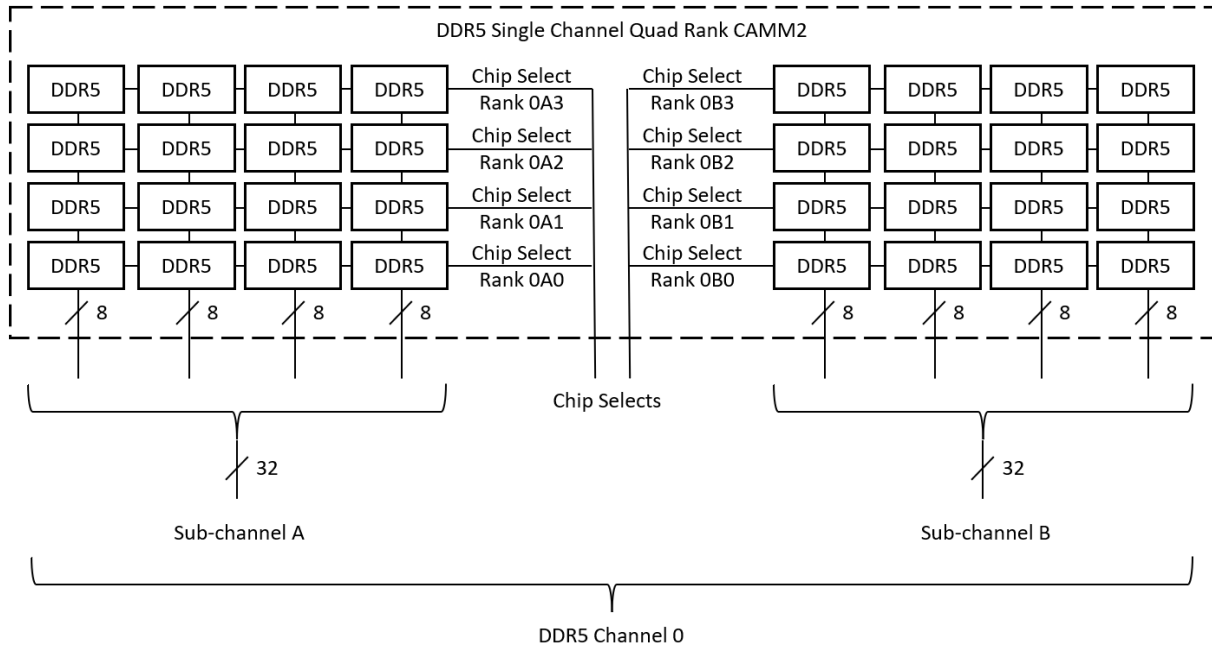 DDR5 Single Channel Quad Rank CAMM2
DDR5 DDR5 DDR5 DDR5 Chip Select Rank 0A3 Chip Select Rank 0B3 DDR5 DDR5 DDR5 DDR5
DDR5 DDR5 DDR5 DDR5 Chip Select Rank 0A2 Chip Select Rank 0B2 DDR5 DDR5 DDR5 DDR5
DDR5 DDR5 DDR5 DDR5 Chip Select Rank 0A1 Chip Select Rank 0B1 DDR5 DDR5 DDR5 DDR5
DDR5 DDR5 DDR5 DDR5 Chip Select Rank 0A0 Chip Select Rank 0B0 DDR5 DDR5 DDR5 DDR5
8 8 8 8 8 8 8 8
Chip Selects
32 32
Sub-channel A Sub-channel B
DDR5 Channel 0